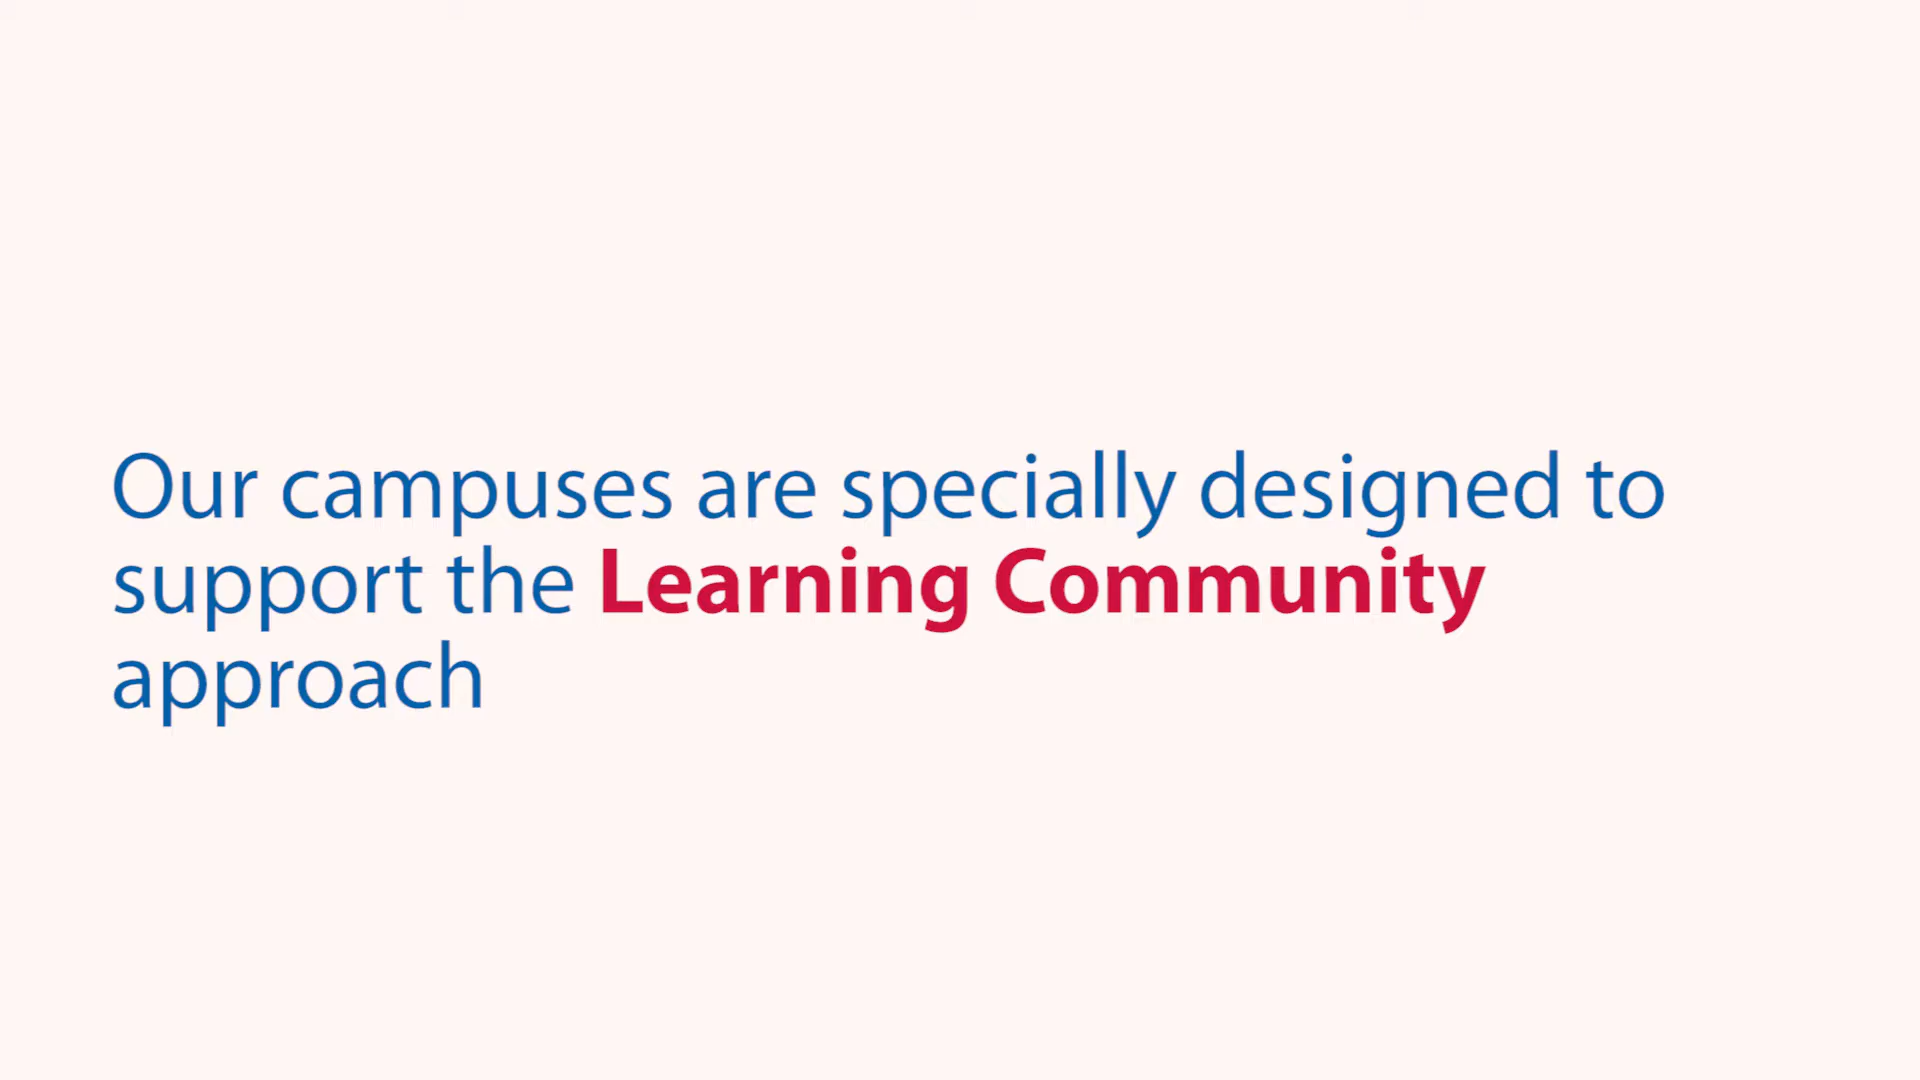 Our campuses are specially designed to
support the Learning Community
approach